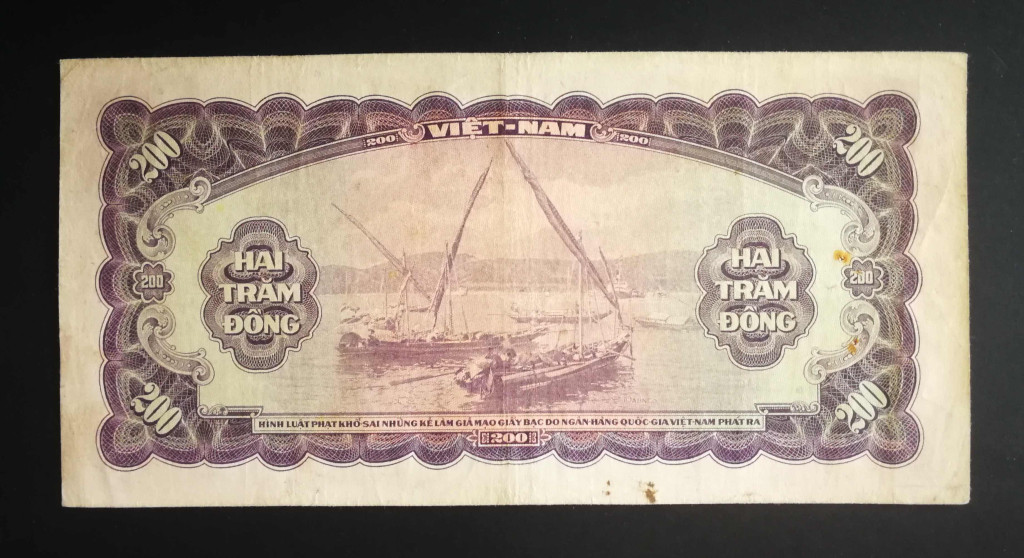 VIỆT-NAM
200
200
200
200
HAI
TRĂM
ĐỒNG
HAI
TRĂM
ĐỒNG
200
200
200
200
HÌNH LUẬT PHẠT KHỔ-SAI NHỮNG KẺ LÀM GIẢ MẠO GIẤY BẠC DO NGÂN-HÀNG QUỐC-GIA VIỆT-NAM PHÁT RA
200